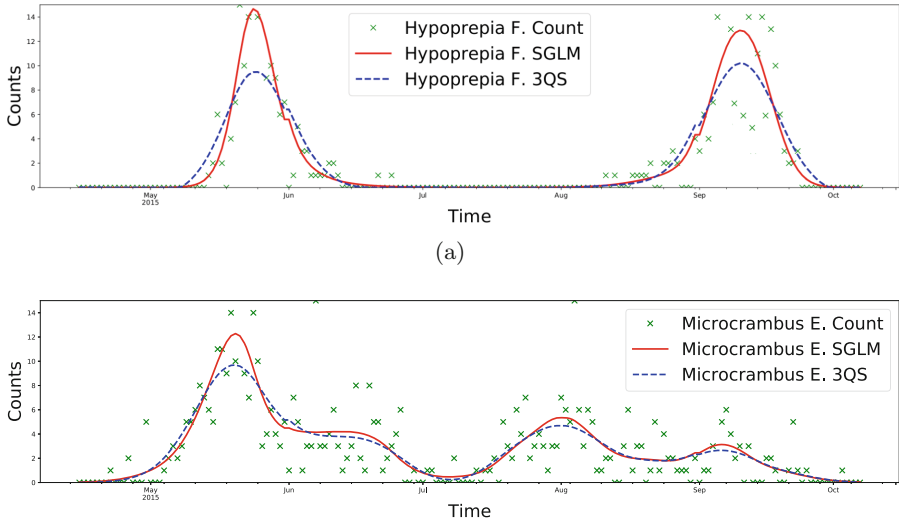 Hypoprepia F. Count
Hypoprepia F. SGLM
Hypoprepia F. 3QS
Counts
14
12
10
8
6
4
2
0
May
2015
Jun
Jul
Aug
Sep
Oct
Time
(a)
Microcrambus E. Count
Microcrambus E. SGLM
Microcrambus E. 3QS
Counts
14
12
10
8
6
4
2
0
May
2015
Jun
Jul
Aug
Sep
Oct
Time